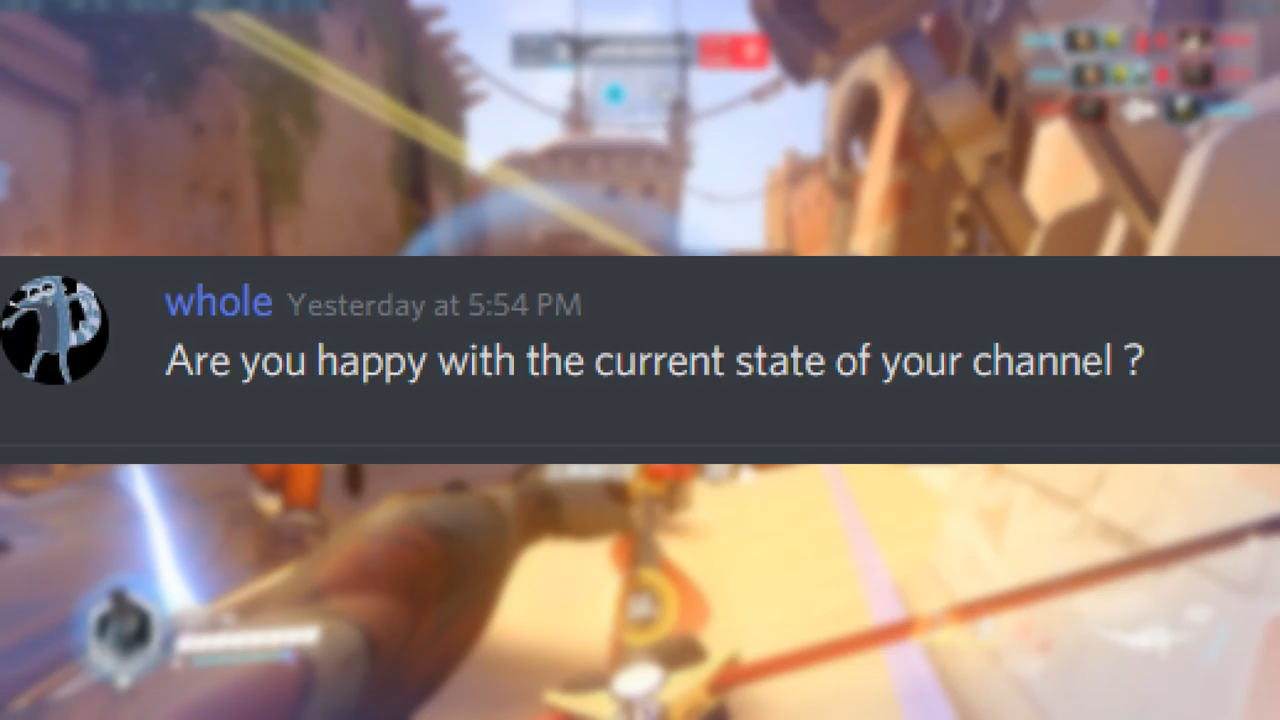 whole Yesterday at 5:54 PM
Are you happy with the current state of your channel ?